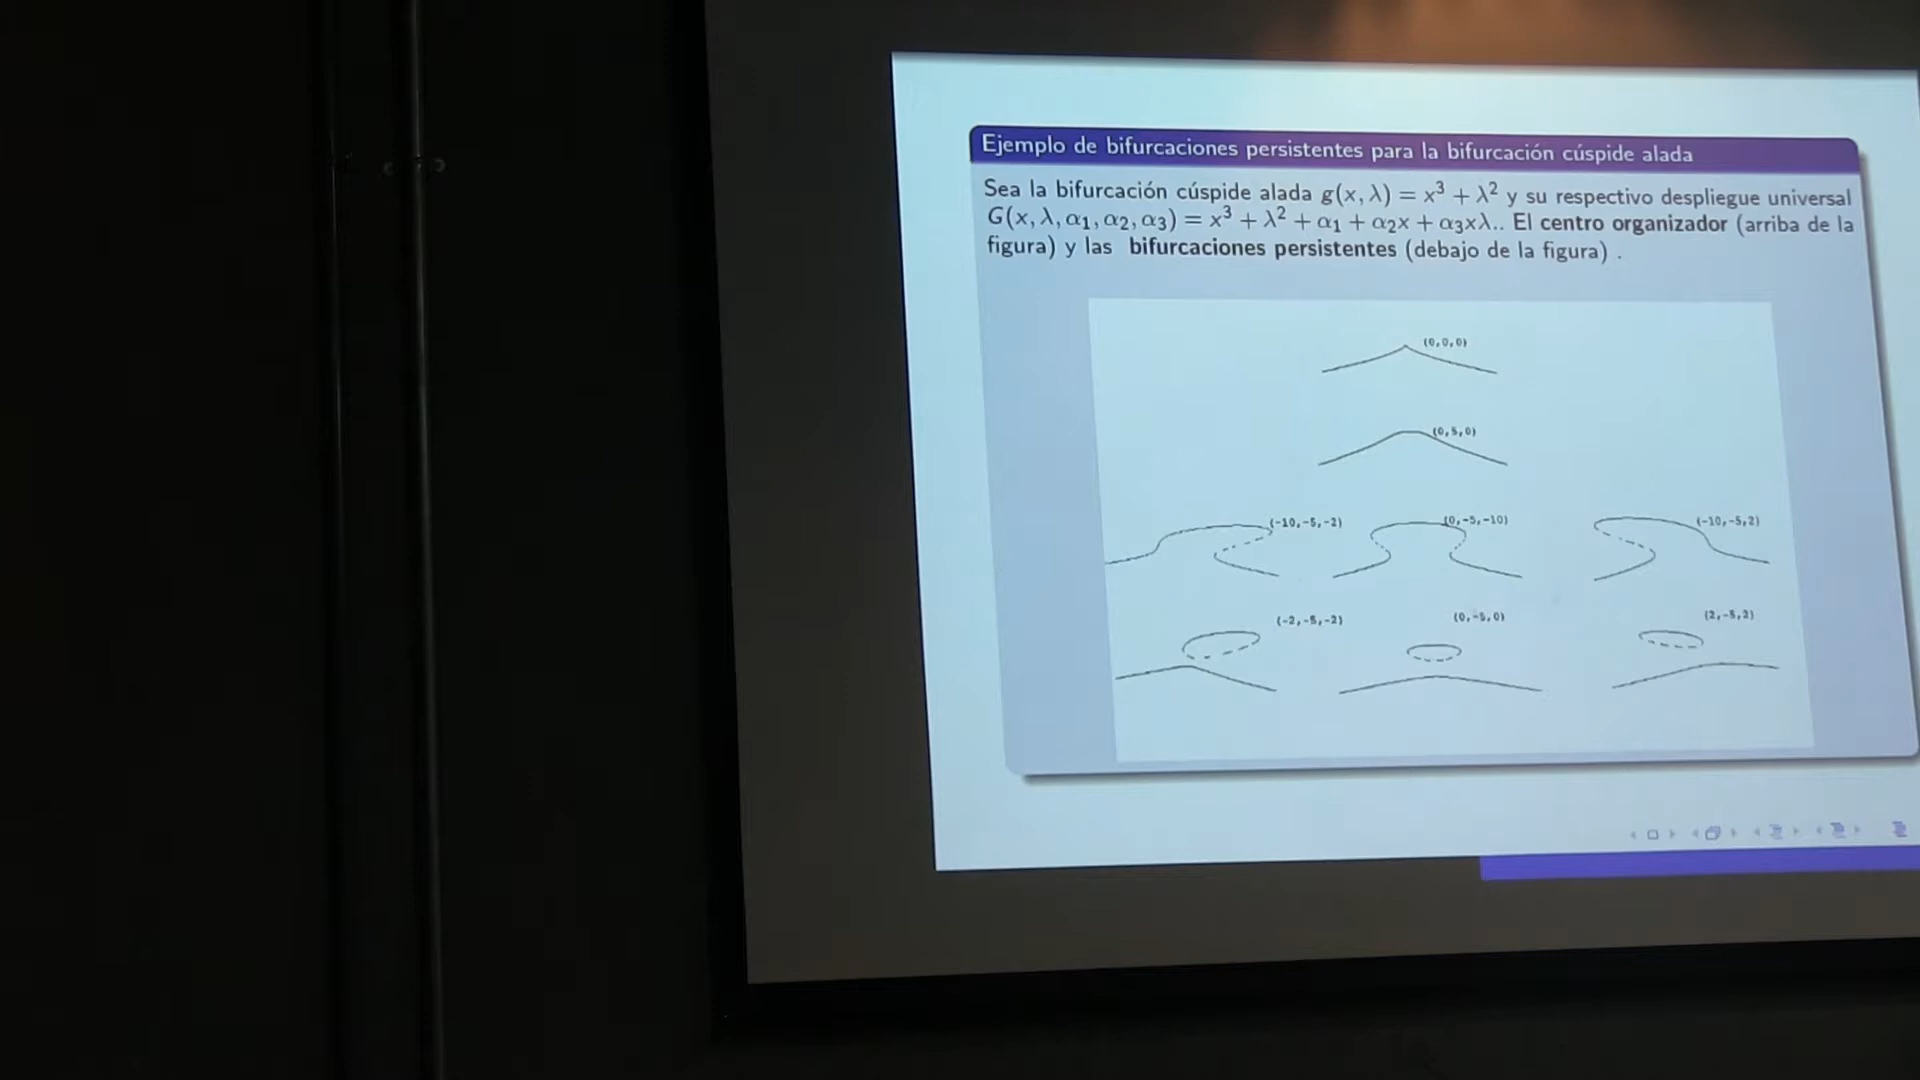 Ejemplo de bifurcaciones persistentes para la bifurcación cúspide alada
Sea la bifurcación cúspide alada g(x, λ) = x³ + λ² y su respectivo despliegue universal
G(x, λ, α₁, α₂, α₃) = x³ + λ² + α₁ + α₂x + α₃xλ.. El centro organizador (arriba de la
figura) y las bifurcaciones persistentes (debajo de la figura) .
(0,0,0)
(0,5,0)
(-10,-5,-2) (0,-5,-10) (-10,-5,2)
(-2,-5,-2) (0,-5,0) (2,-5,2)